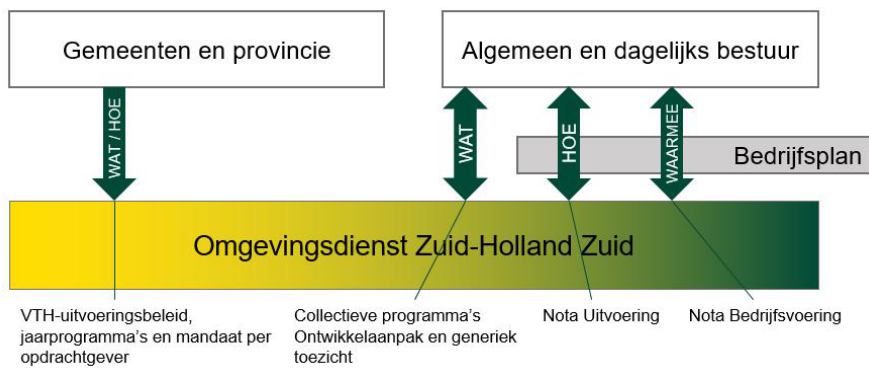 Gemeenten en provincie
Algemeen en dagelijks bestuur
WAT / HOE
WAT
HOE
WAARMEE
Bedrijfsplan
Omgevingsdienst Zuid-Holland Zuid
VTH-uitvoeringsbeleid,
jaarprogramma's en mandaat per
opdrachtgever
Collectieve programma's
Ontwikkelaanpak en generiek
toezicht
Nota Uitvoering
Nota Bedrijfsvoering